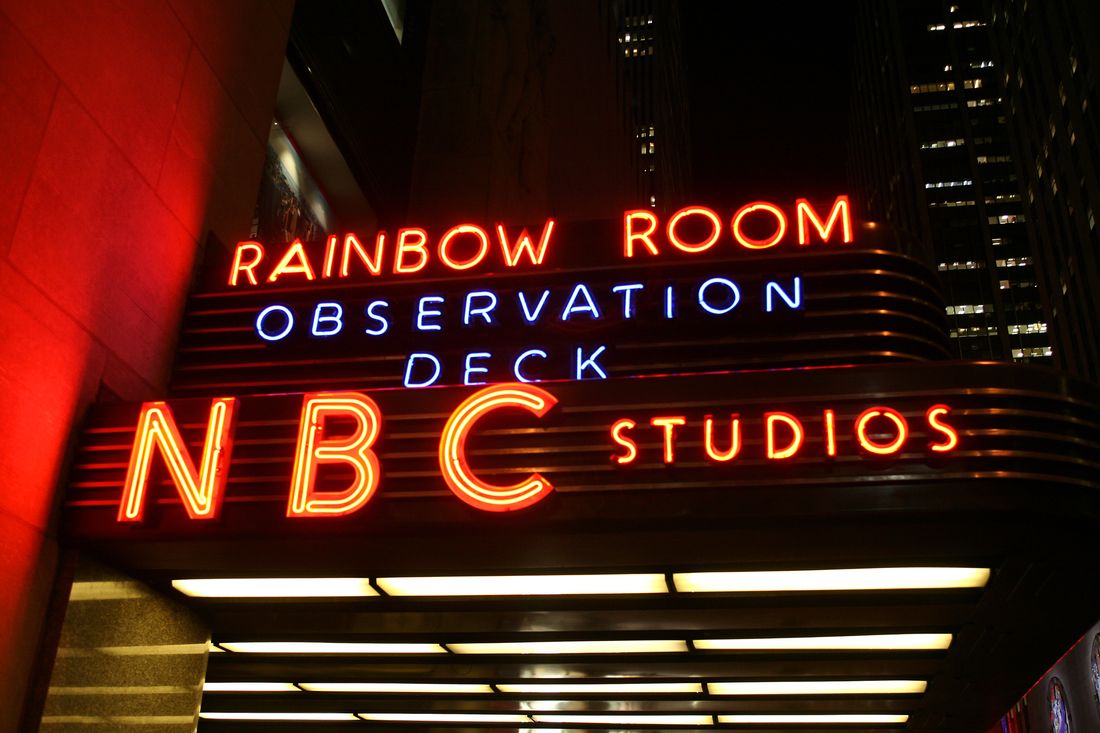 RAINBOW ROOM
OBSERVATION
DECK
NBC STUDIOS